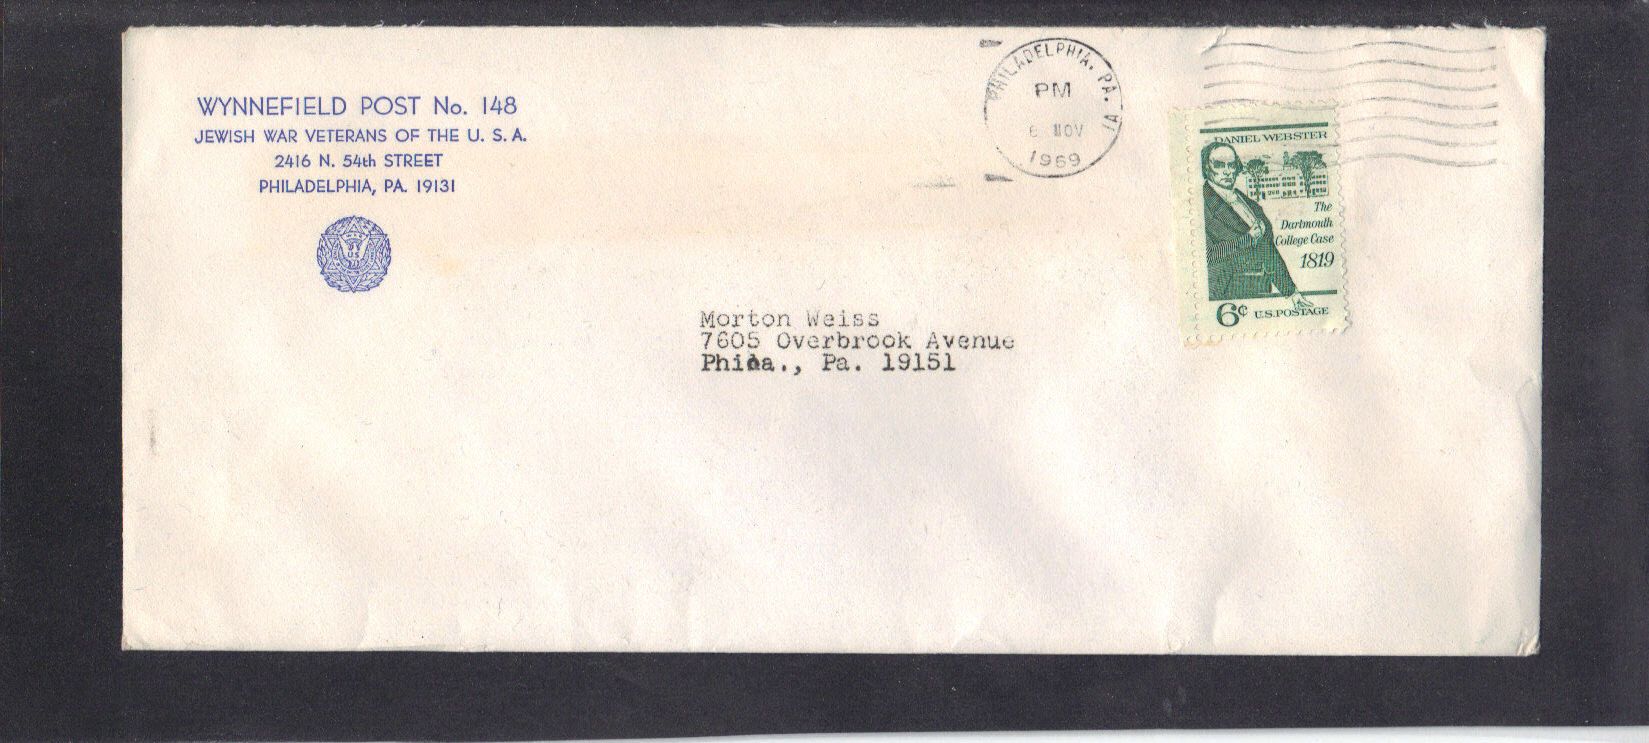 WYNNEFIELD POST No. 148
JEWISH WAR VETERANS OF THE U. S. A.
2416 N. 54th STREET
PHILADELPHIA, PA. 19131
PHILADELPHIA, PA. 1A
PM
6 NOV
1969
DANIEL WEBSTER
The
Dartmouth
College Case
1819
6¢ U.S. POSTAGE
Morton Weiss
7605 Overbrook Avenue
Phila., Pa. 19151